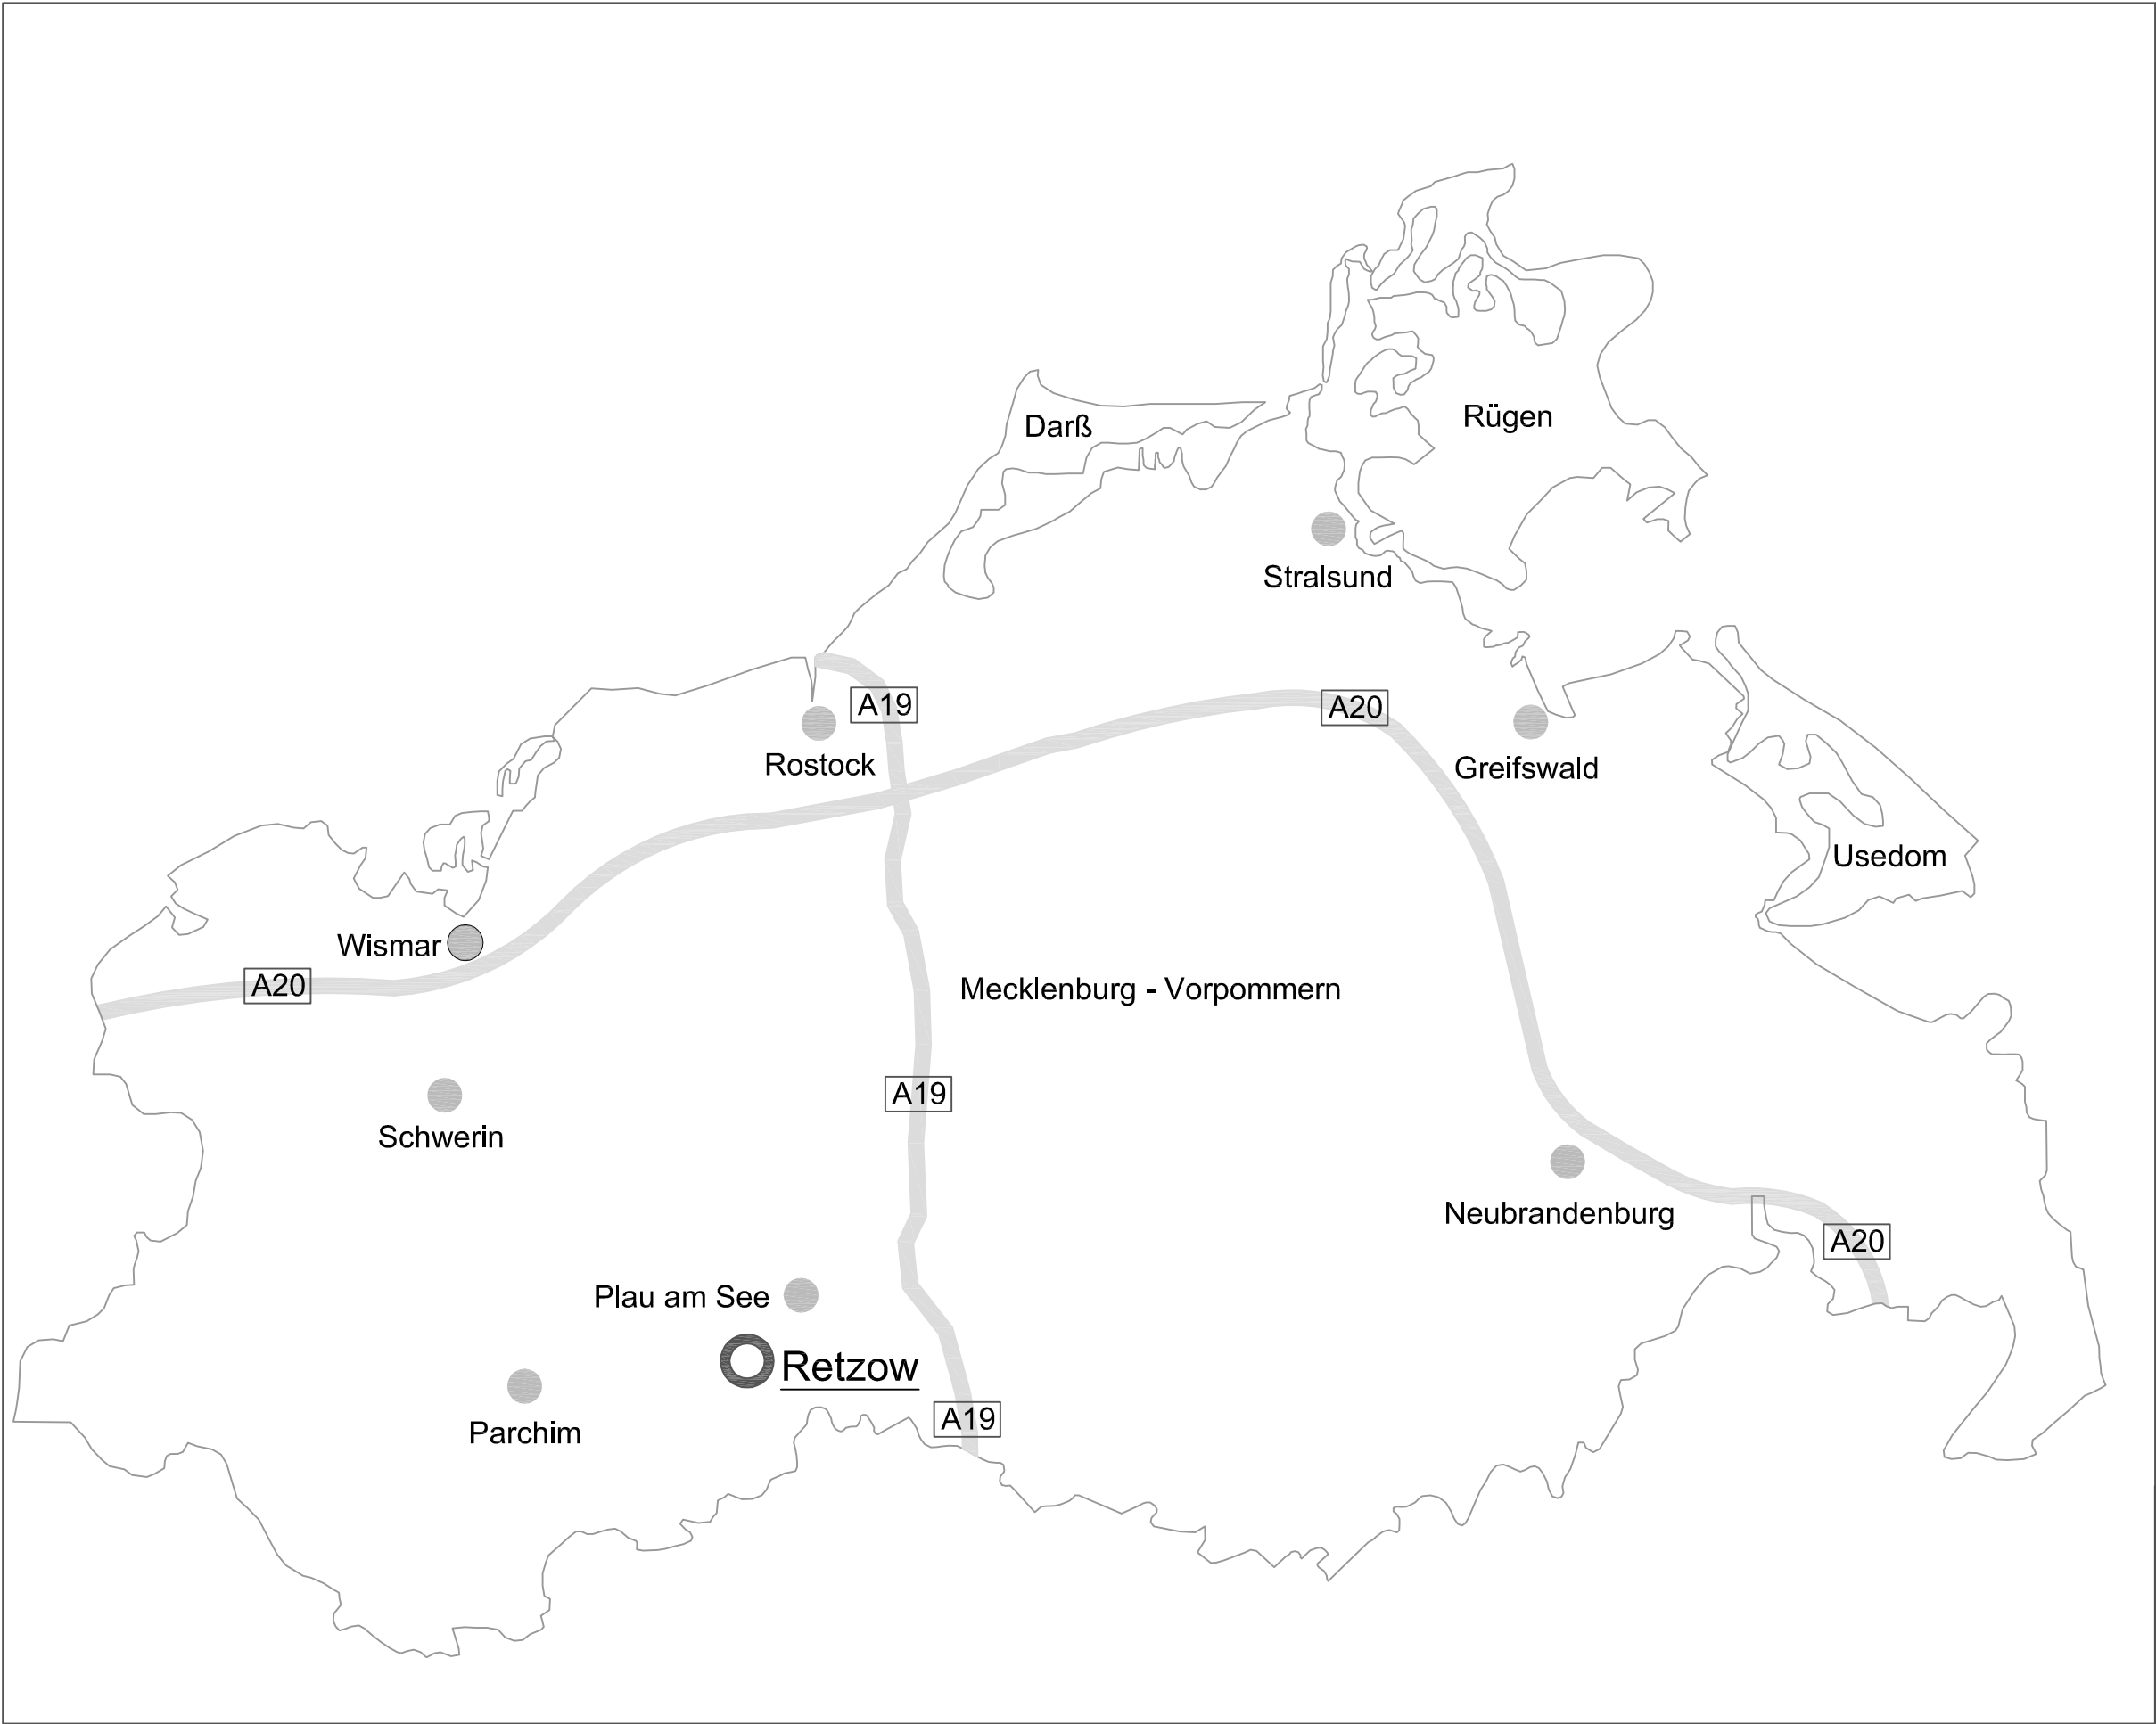 Darß
Rügen
Stralsund
A19
A20
Rostock
Greifswald
Usedom
Wismar
A20
Mecklenburg - Vorpommern
A19
Schwerin
Neubrandenburg
A20
Plau am See
Retzow
A19
Parchim